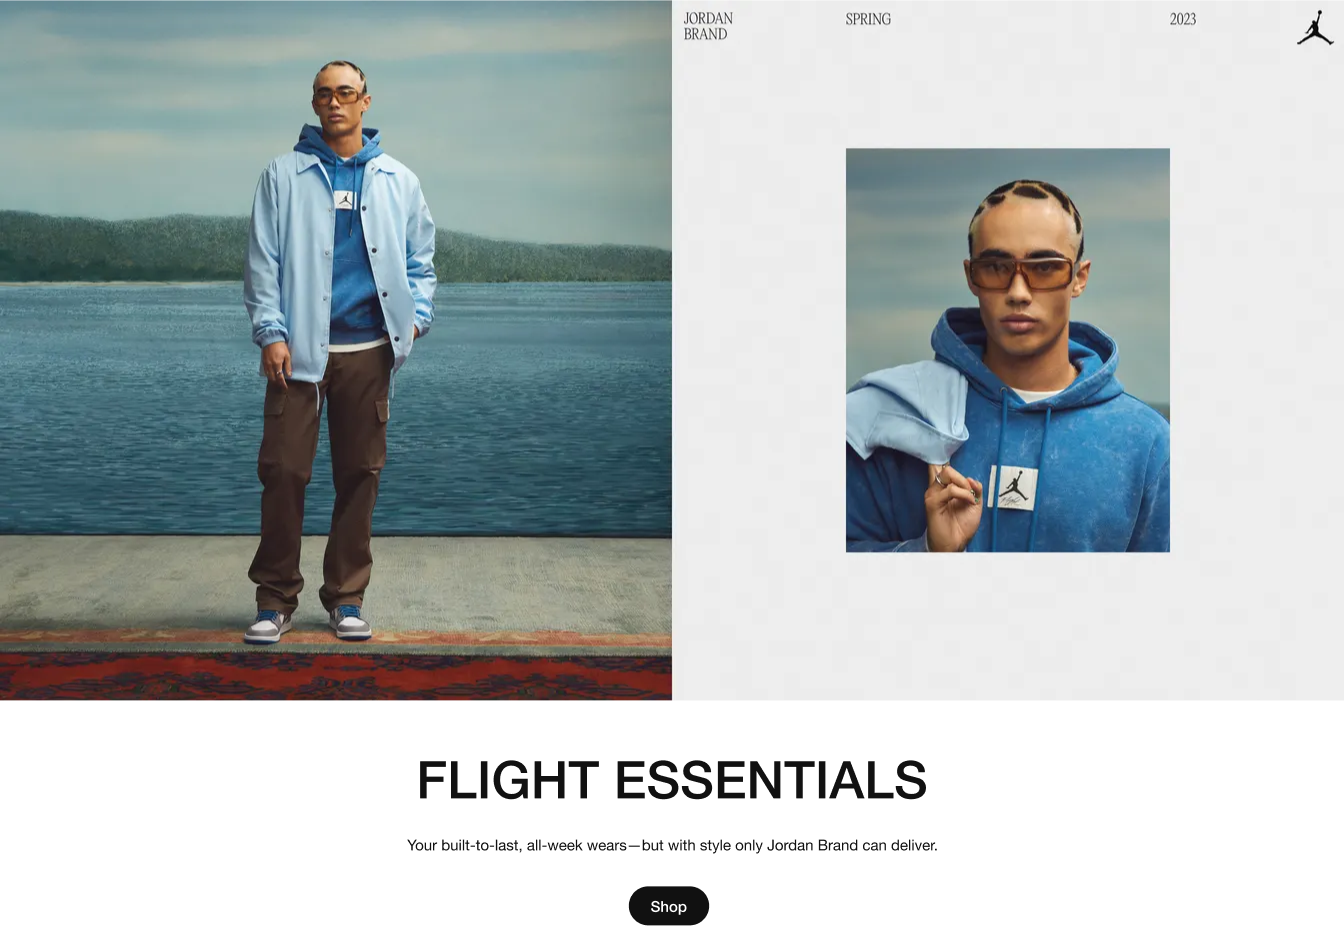 JORDAN
BRAND
SPRING
2023
FLIGHT ESSENTIALS
Your built-to-last, all-week wears—but with style only Jordan Brand can deliver.
Shop